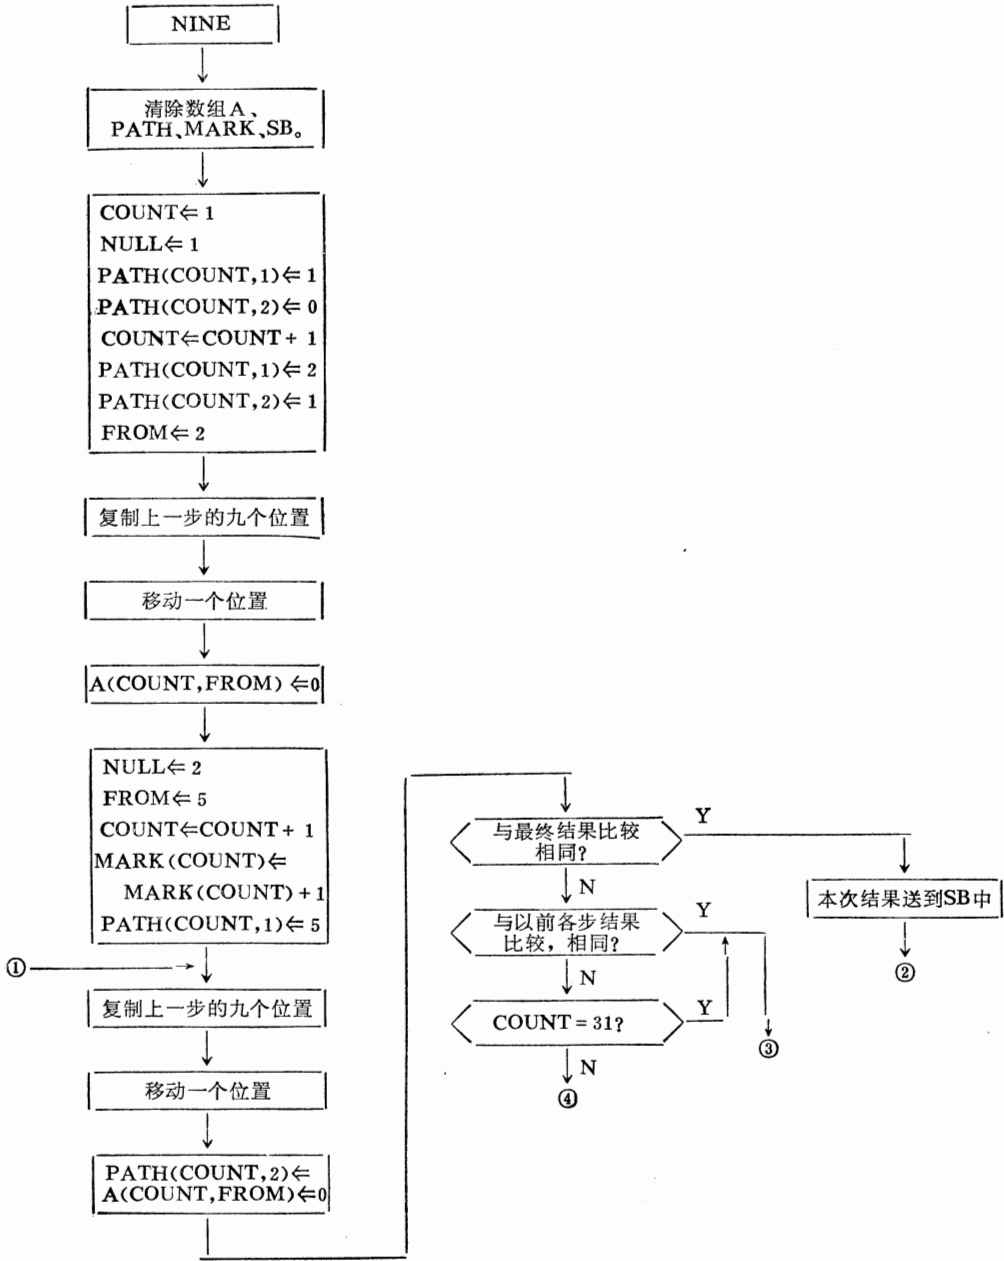 NINE
清除数组A、
PATH、MARK、SB。
COUNT⇐1
NULL⇐1
PATH(COUNT,1)⇐1
PATH(COUNT,2)⇐0
COUNT⇐COUNT+1
PATH(COUNT,1)⇐2
PATH(COUNT,2)⇐1
FROM⇐2
复制上一步的九个位置
移动一个位置
A(COUNT,FROM)⇐0
NULL⇐2
FROM⇐5
COUNT⇐COUNT+1
MARK(COUNT)⇐
MARK(COUNT)+1
PATH(COUNT,1)⇐5
①
复制上一步的九个位置
移动一个位置
PATH(COUNT,2)⇐
A(COUNT,FROM)⇐0
与最终结果比较
相同?
Y
N
本次结果送到SB中
②
与以前各步结果
比较，相同?
Y
N
COUNT=31?
Y
③
N
④